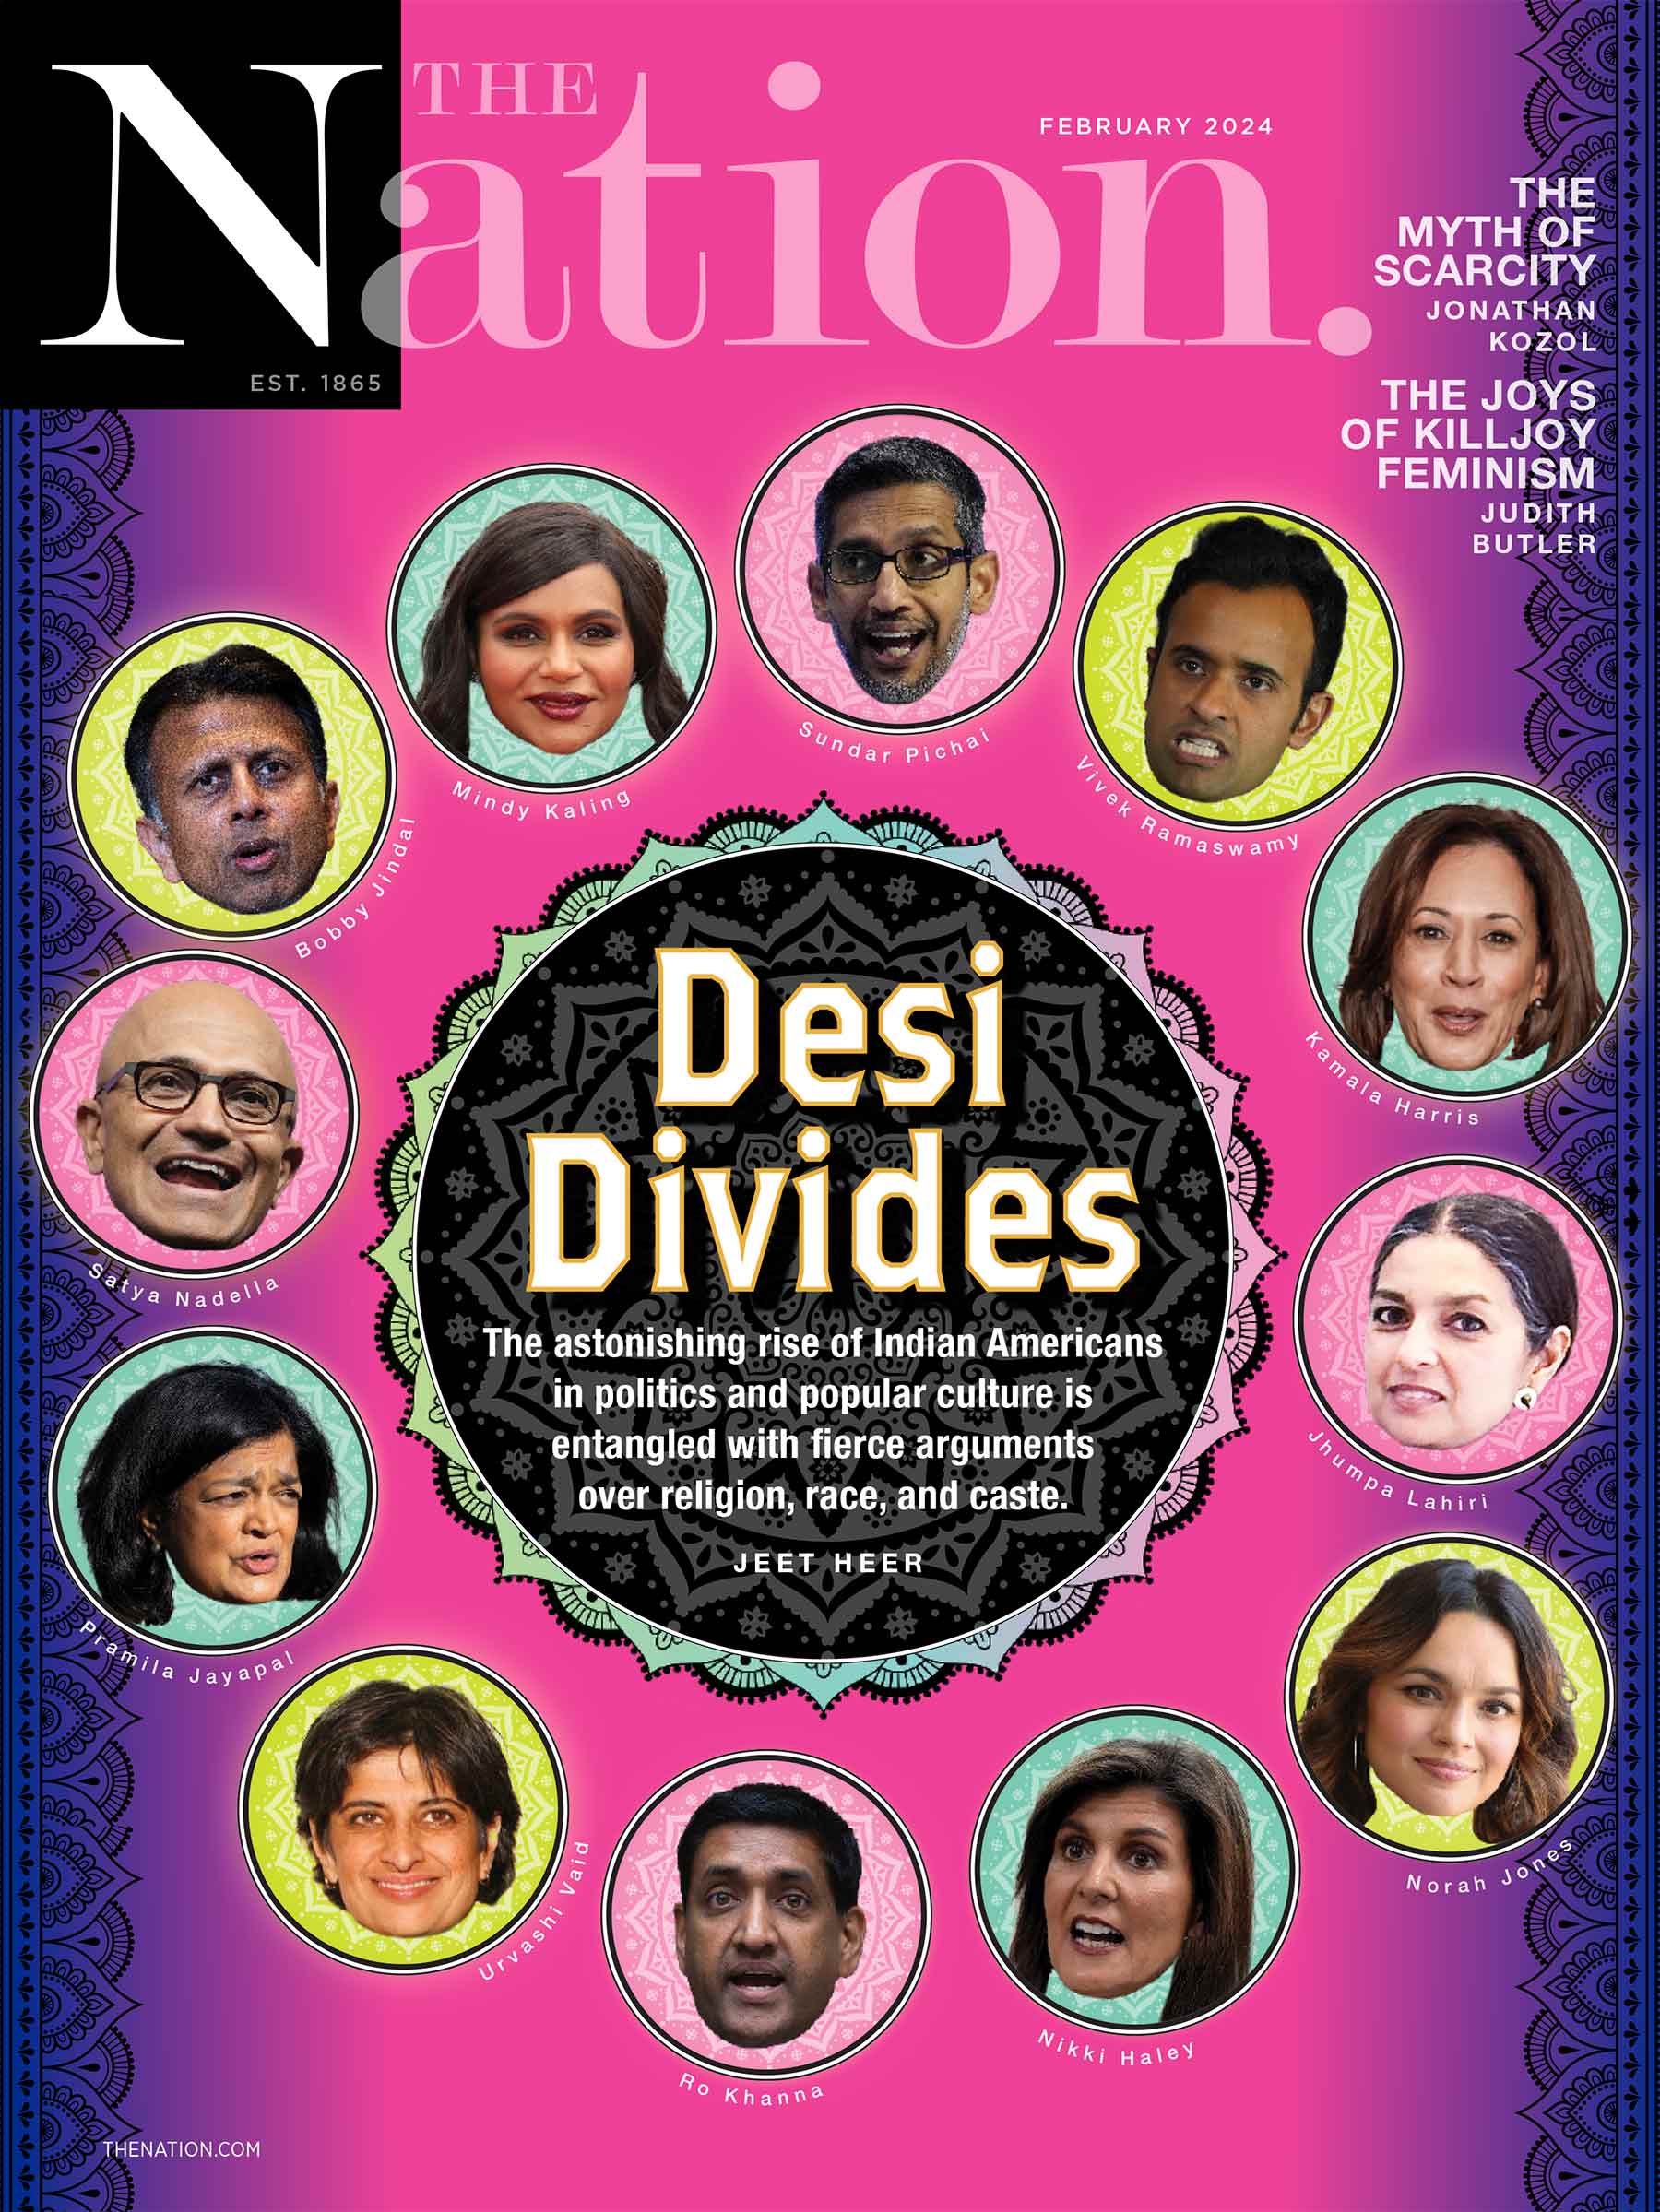 THE
Nation.
EST. 1865
FEBRUARY 2024
THE
MYTH OF
SCARCITY
JONATHAN
KOZOL
THE JOYS
OF KILLJOY
FEMINISM
JUDITH
BUTLER
Sundar Pichai
Mindy Kaling
Vivek Ramaswamy
Bobby Jindal
Kamala Harris
Desi
Divides
The astonishing rise of Indian Americans
in politics and popular culture is
entangled with fierce arguments
over religion, race, and caste.
JEET HEER
Satya Nadella
Jhumpa Lahiri
Pramila Jayapal
Norah Jones
Urvashi Vaid
Nikki Haley
Ro Khanna
THENATION.COM